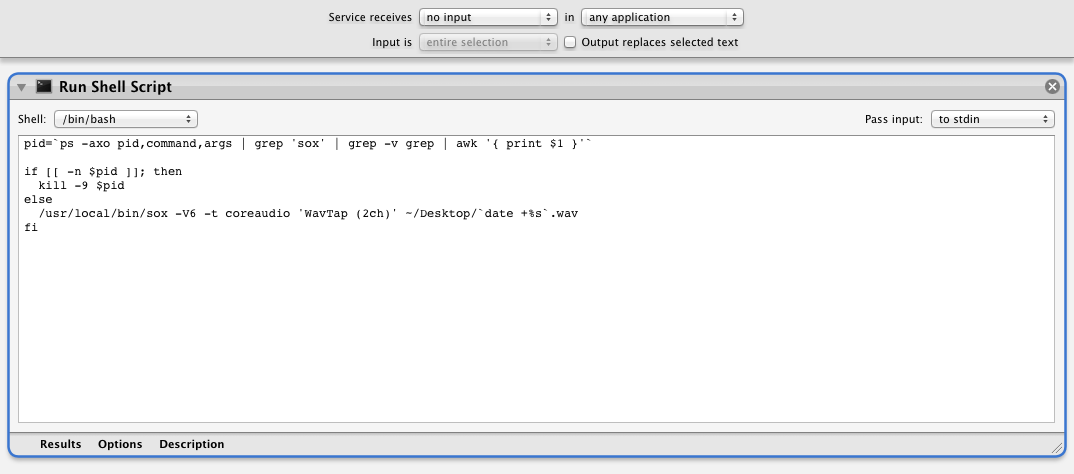 Service receives no input in any application
Input is entire selection Output replaces selected text
Run Shell Script
Shell: /bin/bash Pass input: to stdin
pid=`ps -axo pid,command,args | grep 'sox' | grep -v grep | awk '{ print $1 }'`
if [[ -n $pid ]]; then
  kill -9 $pid
else
  /usr/local/bin/sox -V6 -t coreaudio 'WavTap (2ch)' ~/Desktop/`date +%s`.wav
fi
Results Options Description